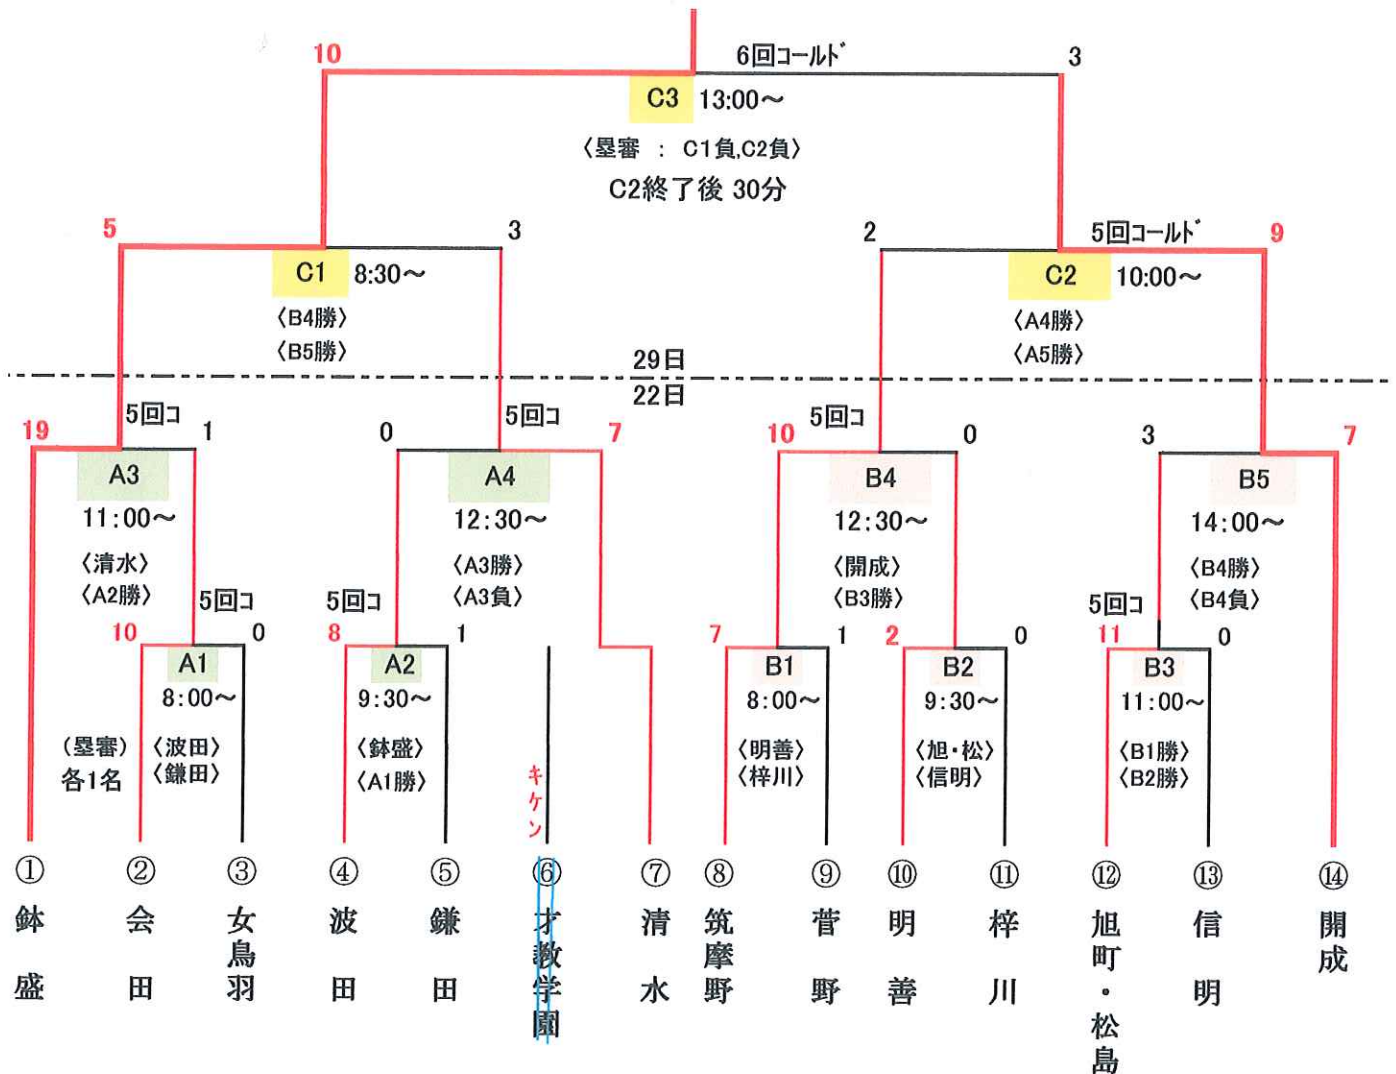 10 6回コールド 3
C3 13:00～
〈塁審 ： C1負,C2負〉
C2終了後 30分
5 3 2 5回コールド 9
C1 8:30～ C2 10:00～
〈B4勝〉 〈A4勝〉
〈B5勝〉 〈A5勝〉
29日
22日
19 5回コ 1 0 5回コ 7 10 5回コ 0 3 7
A3 A4 B4 B5
11:00～ 12:30～ 12:30～ 14:00～
〈清水〉 〈A3勝〉 〈開成〉 〈B4勝〉
〈A2勝〉 〈A3負〉 〈B3勝〉 〈B4負〉
5回コ 5回コ 5回コ
10 0 8 1 7 1 2 0 11 0
A1 A2 B1 B2 B3
8:00～ 9:30～ 8:00～ 9:30～ 11:00～
（塁審） 〈波田〉 〈鉢盛〉 〈明善〉 〈旭・松〉 〈B1勝〉
各1名 〈鎌田〉 〈A1勝〉 〈梓川〉 〈信明〉 〈B2勝〉
キケン
① ② ③ ④ ⑤ ⑥ ⑦ ⑧ ⑨ ⑩ ⑪ ⑫ ⑬ ⑭
鉢盛
会田
女鳥羽
波田
鎌田
才教学園
清水
筑摩野
菅野
明善
梓川
旭町・松島
信明
開成